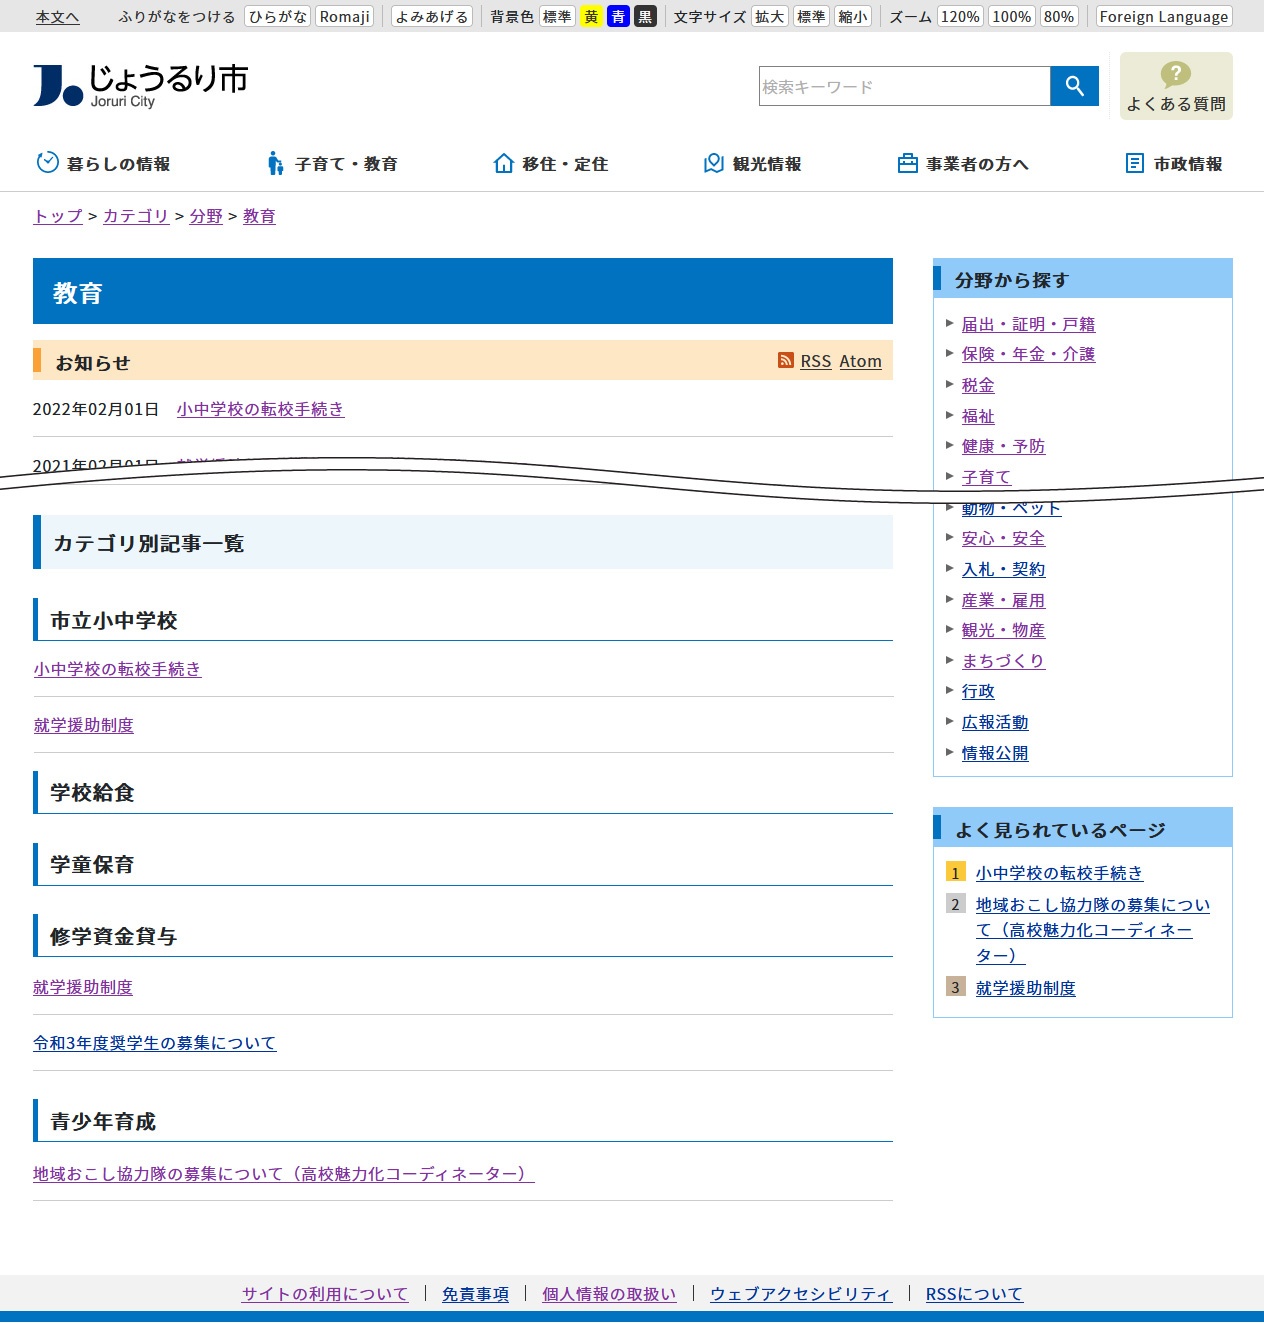 本文へ ふりがなをつける ひらがな Romaji よみあげる 背景色 標準 黄 青 黒 文字サイズ 拡大 標準 縮小 ズーム 120% 100% 80% Foreign Language
じょうるり市
Joruri City
検索キーワード
よくある質問
暮らしの情報 子育て・教育 移住・定住 観光情報 事業者の方へ 市政情報
トップ > カテゴリ > 分野 > 教育
教育
お知らせ RSS Atom
2022年02月01日 小中学校の転校手続き
2021年02月01日
カテゴリ別記事一覧
市立小中学校
小中学校の転校手続き
就学援助制度
学校給食
学童保育
修学資金貸与
就学援助制度
令和3年度奨学生の募集について
青少年育成
地域おこし協力隊の募集について（高校魅力化コーディネーター）
分野から探す
届出・証明・戸籍
保険・年金・介護
税金
福祉
健康・予防
子育て
動物・ペット
安心・安全
入札・契約
産業・雇用
観光・物産
まちづくり
行政
広報活動
情報公開
よく見られているページ
1 小中学校の転校手続き
2 地域おこし協力隊の募集につい
て（高校魅力化コーディネー
ター）
3 就学援助制度
サイトの利用について 免責事項 個人情報の取扱い ウェブアクセシビリティ RSSについて